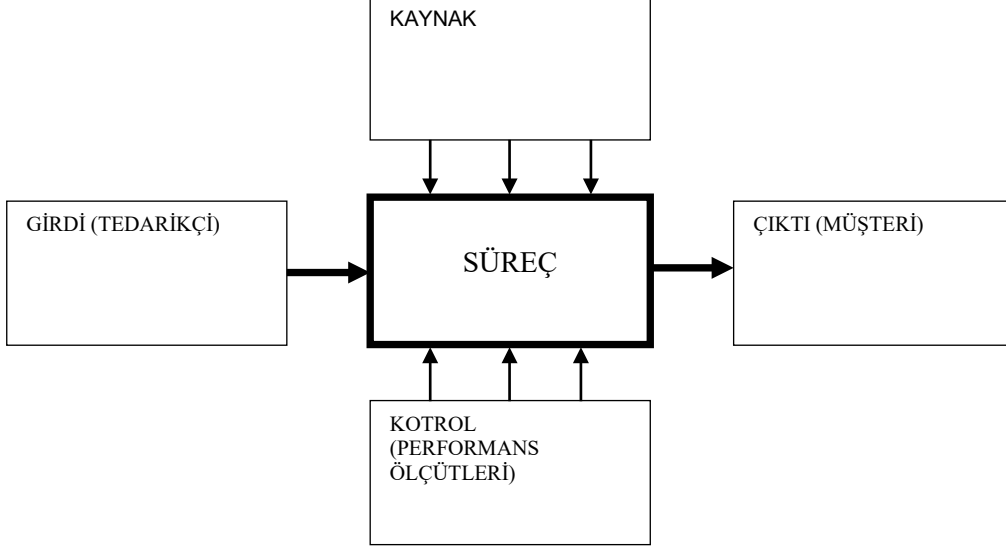 KAYNAK
GİRDİ (TEDARİKÇİ)
SÜREÇ
ÇIKTI (MÜŞTERİ)
KOTROL
(PERFORMANS
ÖLÇÜTLERİ)